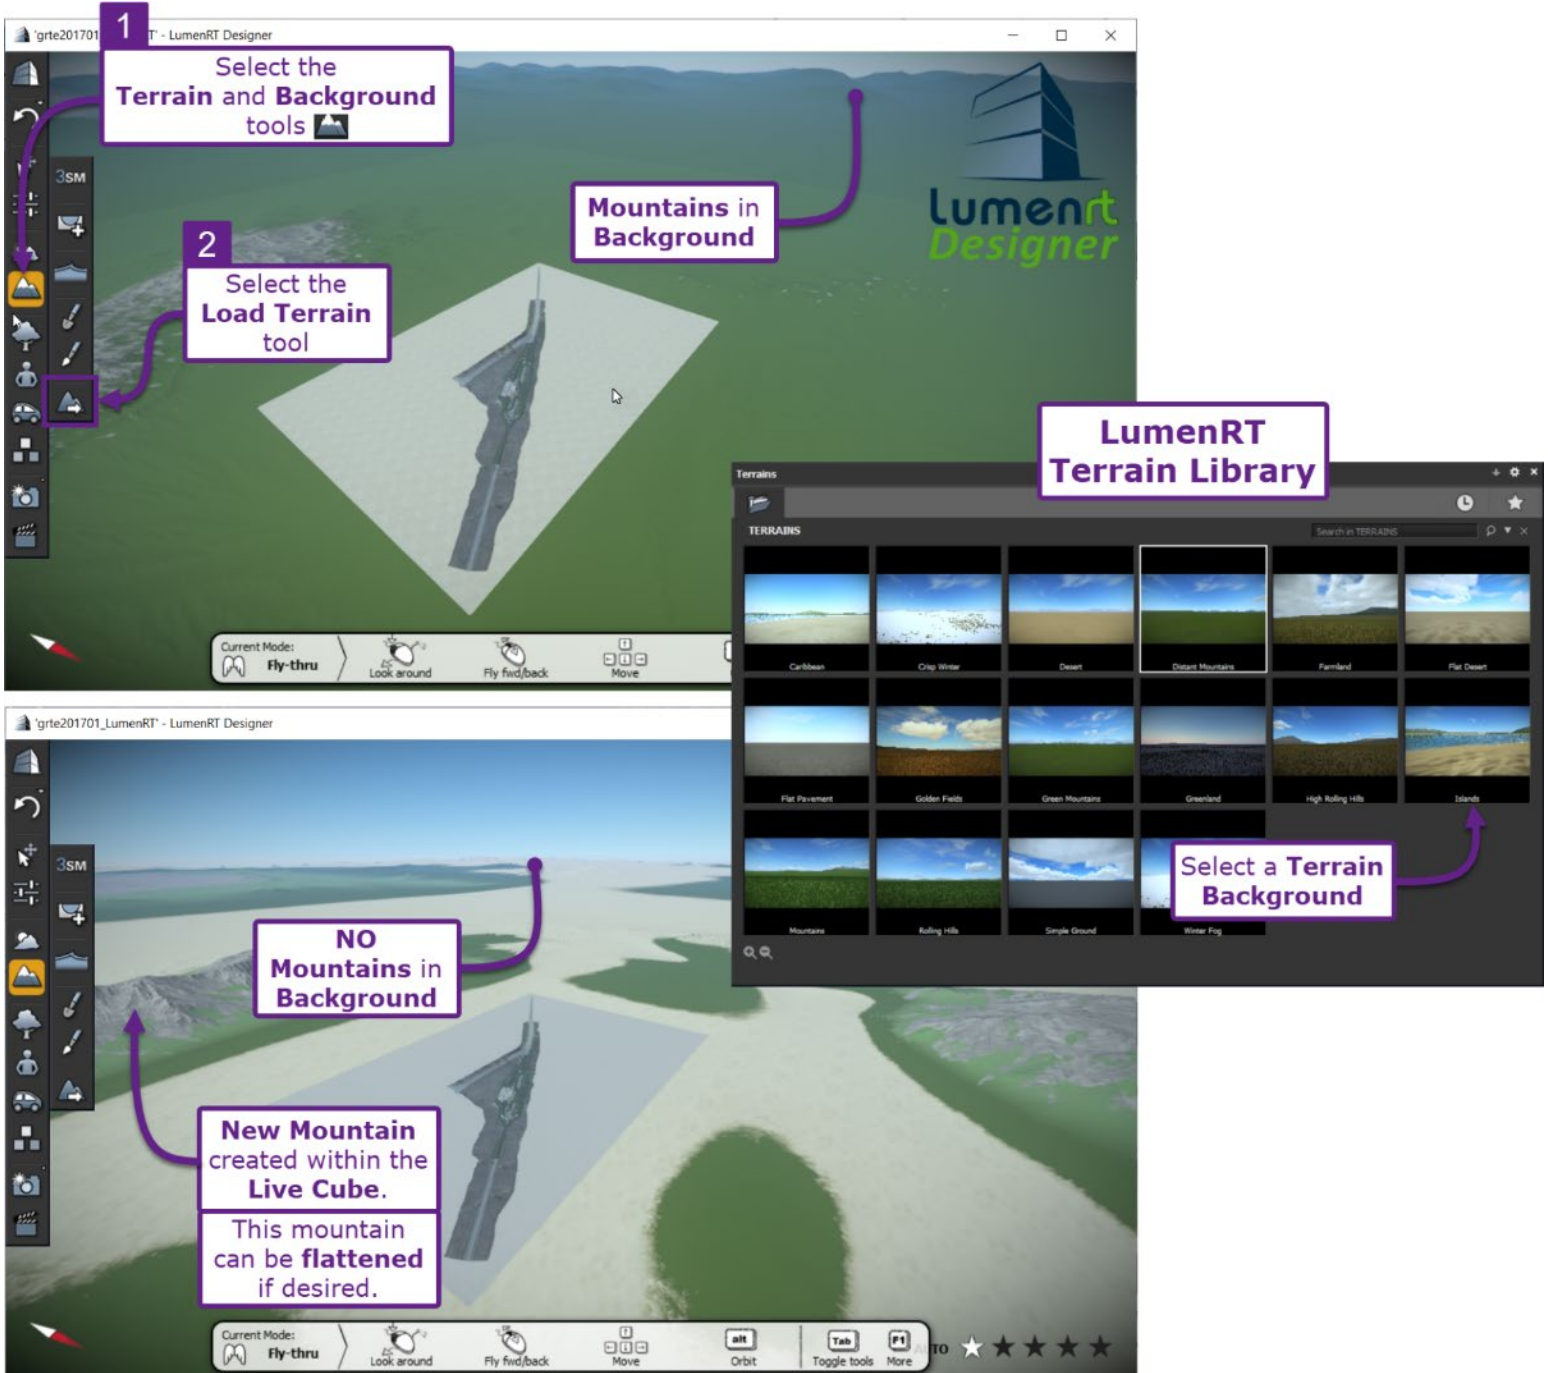 1
'grte201701
T' - LumenRT Designer
Select the
Terrain and Background
tools
3SM
Mountains in
Background
Lumenrt
Designer
2
Select the
Load Terrain
tool
Current Mode:
Fly-thru
Look around
Fly fwd/back
Move
LumenRT
Terrain Library
Terrains
TERRAINS
Search in TERRAINS
Caribbean
Crisp Winter
Desert
Distant Mountains
Farmland
Flat Desert
Flat Pavement
Golden Fields
Green Mountains
Greenland
High Rolling Hills
Islands
Select a Terrain
Background
Mountains
Rolling Hills
Simple Ground
Winter Fog
'grte201701_LumenRT' - LumenRT Designer
3SM
NO
Mountains in
Background
New Mountain
created within the
Live Cube.
This mountain
can be flattened
if desired.
Current Mode:
Fly-thru
Look around
Fly fwd/back
Move
alt
Orbit
Tab
Toggle tools
F1
More